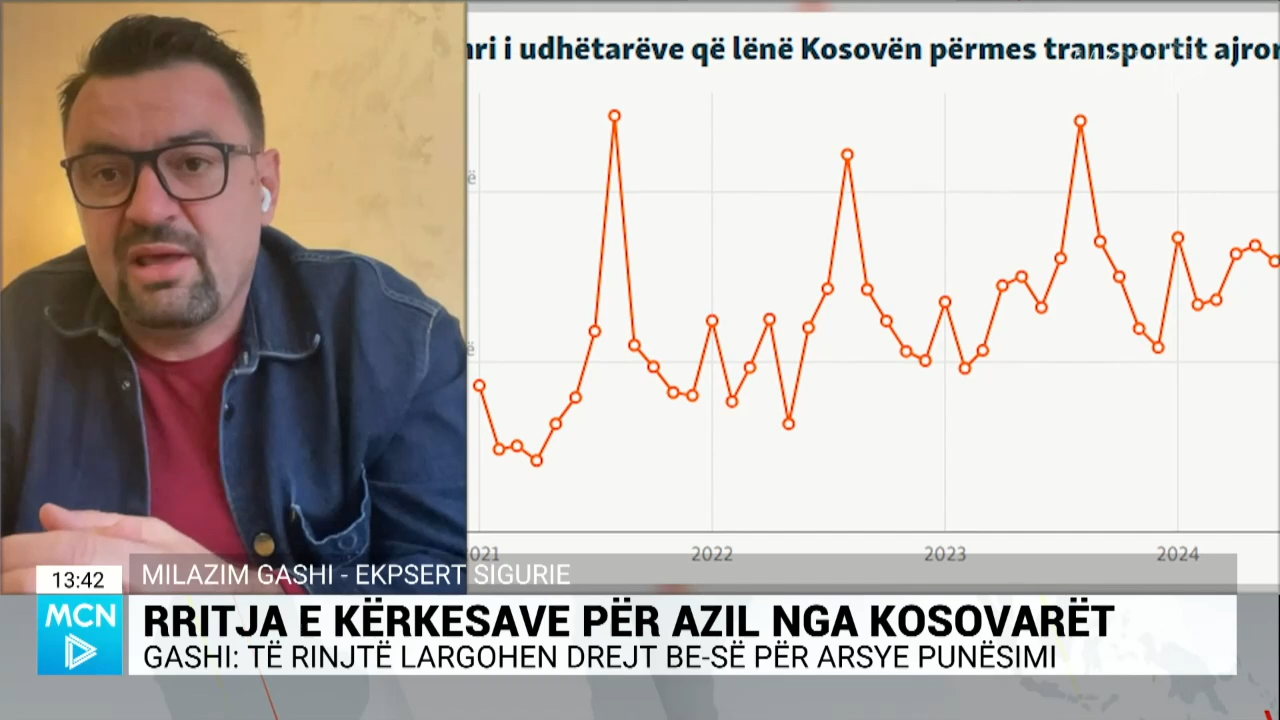 hri i udhëtarëve që lënë Kosovën përmes transportit ajror
ë
ë
021
2022
2023
2024
MILAZIM GASHI - EKPSERT SIGURIE
13:42
MCN
RRITJA E KËRKESAVE PËR AZIL NGA KOSOVARËT
GASHI: TË RINJTË LARGOHEN DREJT BE-SË PËR ARSYE PUNËSIMI